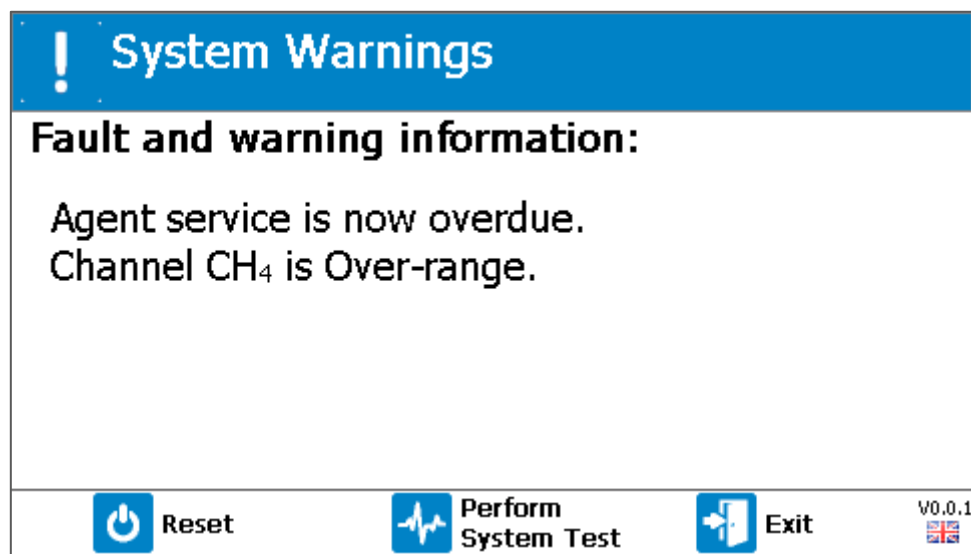 System Warnings
Fault and warning information:
Agent service is now overdue.
Channel CH₄ is Over-range.
Reset
Perform
System Test
Exit
V0.0.1